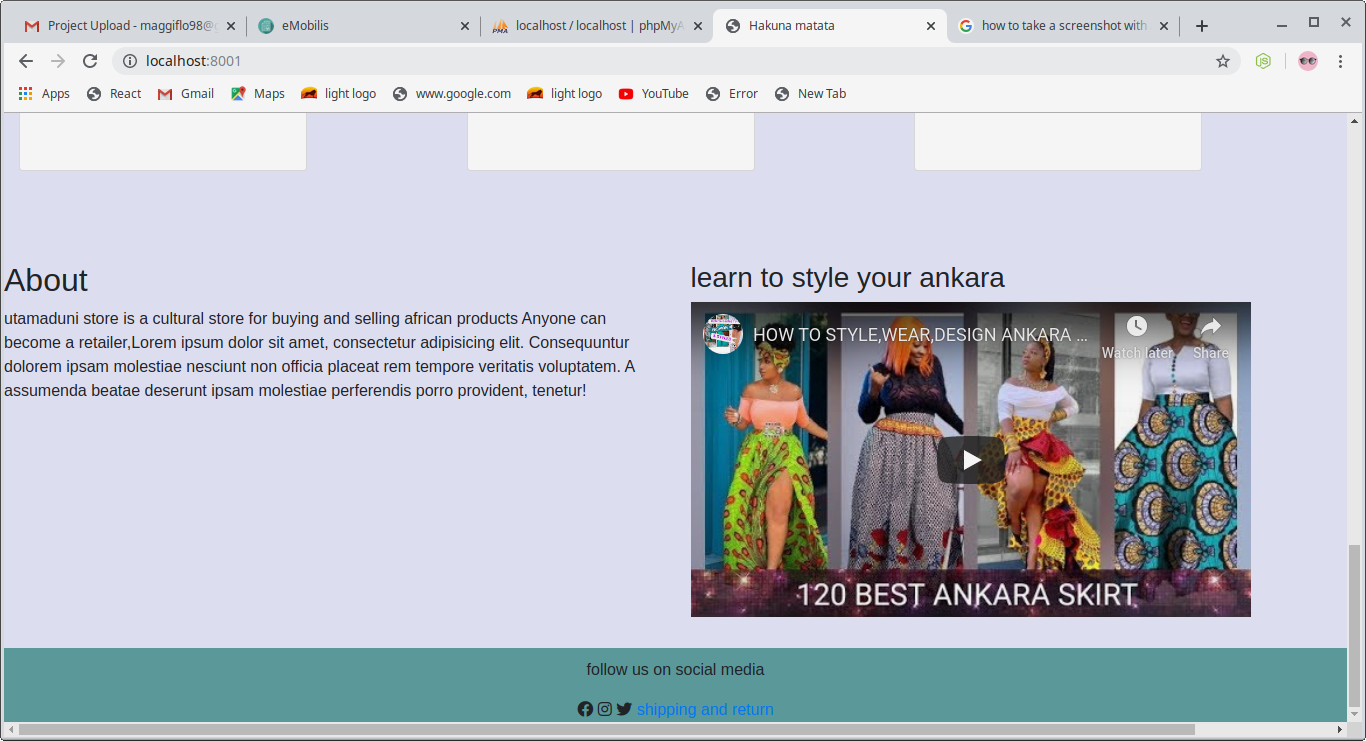 Project Upload - maggiflo98@g
eMobilis
localhost / localhost | phpMyA
Hakuna matata
how to take a screenshot with
localhost:8001
Apps
React
Gmail
Maps
light logo
www.google.com
light logo
YouTube
Error
New Tab
About
utamaduni store is a cultural store for buying and selling african products Anyone can
become a retailer,Lorem ipsum dolor sit amet, consectetur adipisicing elit. Consequuntur
dolorem ipsam molestiae nesciunt non officia placeat rem tempore veritatis voluptatem. A
assumenda beatae deserunt ipsam molestiae perferendis porro provident, tenetur!
learn to style your ankara
HOW TO STYLE,WEAR,DESIGN ANKARA ...
Watch later
Share
120 BEST ANKARA SKIRT
follow us on social media
shipping and return